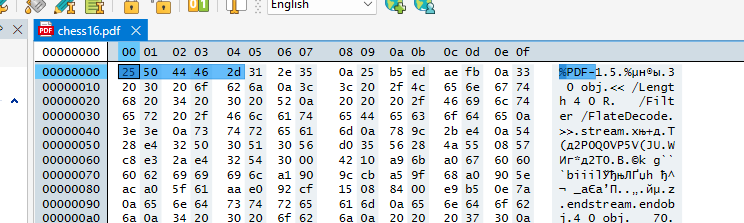 English
chess16.pdf
00000000 00 01 02 03 04 05 06 07 08 09 0a 0b 0c 0d 0e 0f
00000000 25 50 44 46 2d 31 2e 35 0a 25 b5 ed ae fb 0a 33 %PDF-1.5.%µн®ы.3
00000010 20 30 20 6f 62 6a 0a 3c 3c 20 2f 4c 65 6e 67 74 0 obj.<< /Lengt
00000020 68 20 34 20 30 20 52 0a 20 20 20 2f 46 69 6c 74 h 4 0 R. /Filt
00000030 65 72 20 2f 46 6c 61 74 65 44 65 63 6f 64 65 0a er /FlateDecode.
00000040 3e 3e 0a 73 74 72 65 61 6d 0a 78 9c 2b e4 0a 54 >>.stream.xњ+д.T
00000050 28 e4 32 50 30 51 30 56 30 35 56 28 4a 55 08 57 (д2P0Q0V05V(JU.W
00000060 c8 e3 2a e4 32 54 30 00 42 10 a9 6b a0 67 60 60 Иг*д2T0.B.©k g``
00000070 60 62 69 69 69 6c a1 90 9c cb a5 9f 68 a0 90 5e `biiilЎђњЛҐџh ђ^
00000080 ac a0 5f 61 aa e0 92 cf 15 08 84 00 e9 b5 0e 7a ¬ _aЄа’П..„.йµ.z
00000090 0a 65 6e 64 73 74 72 65 61 6d 0a 65 6e 64 6f 62 .endstream.endob
000000a0 6a 0a 34 20 30 20 6f 62 6a 0a 20 20 20 37 30 0a j.4 0 obj. 70.